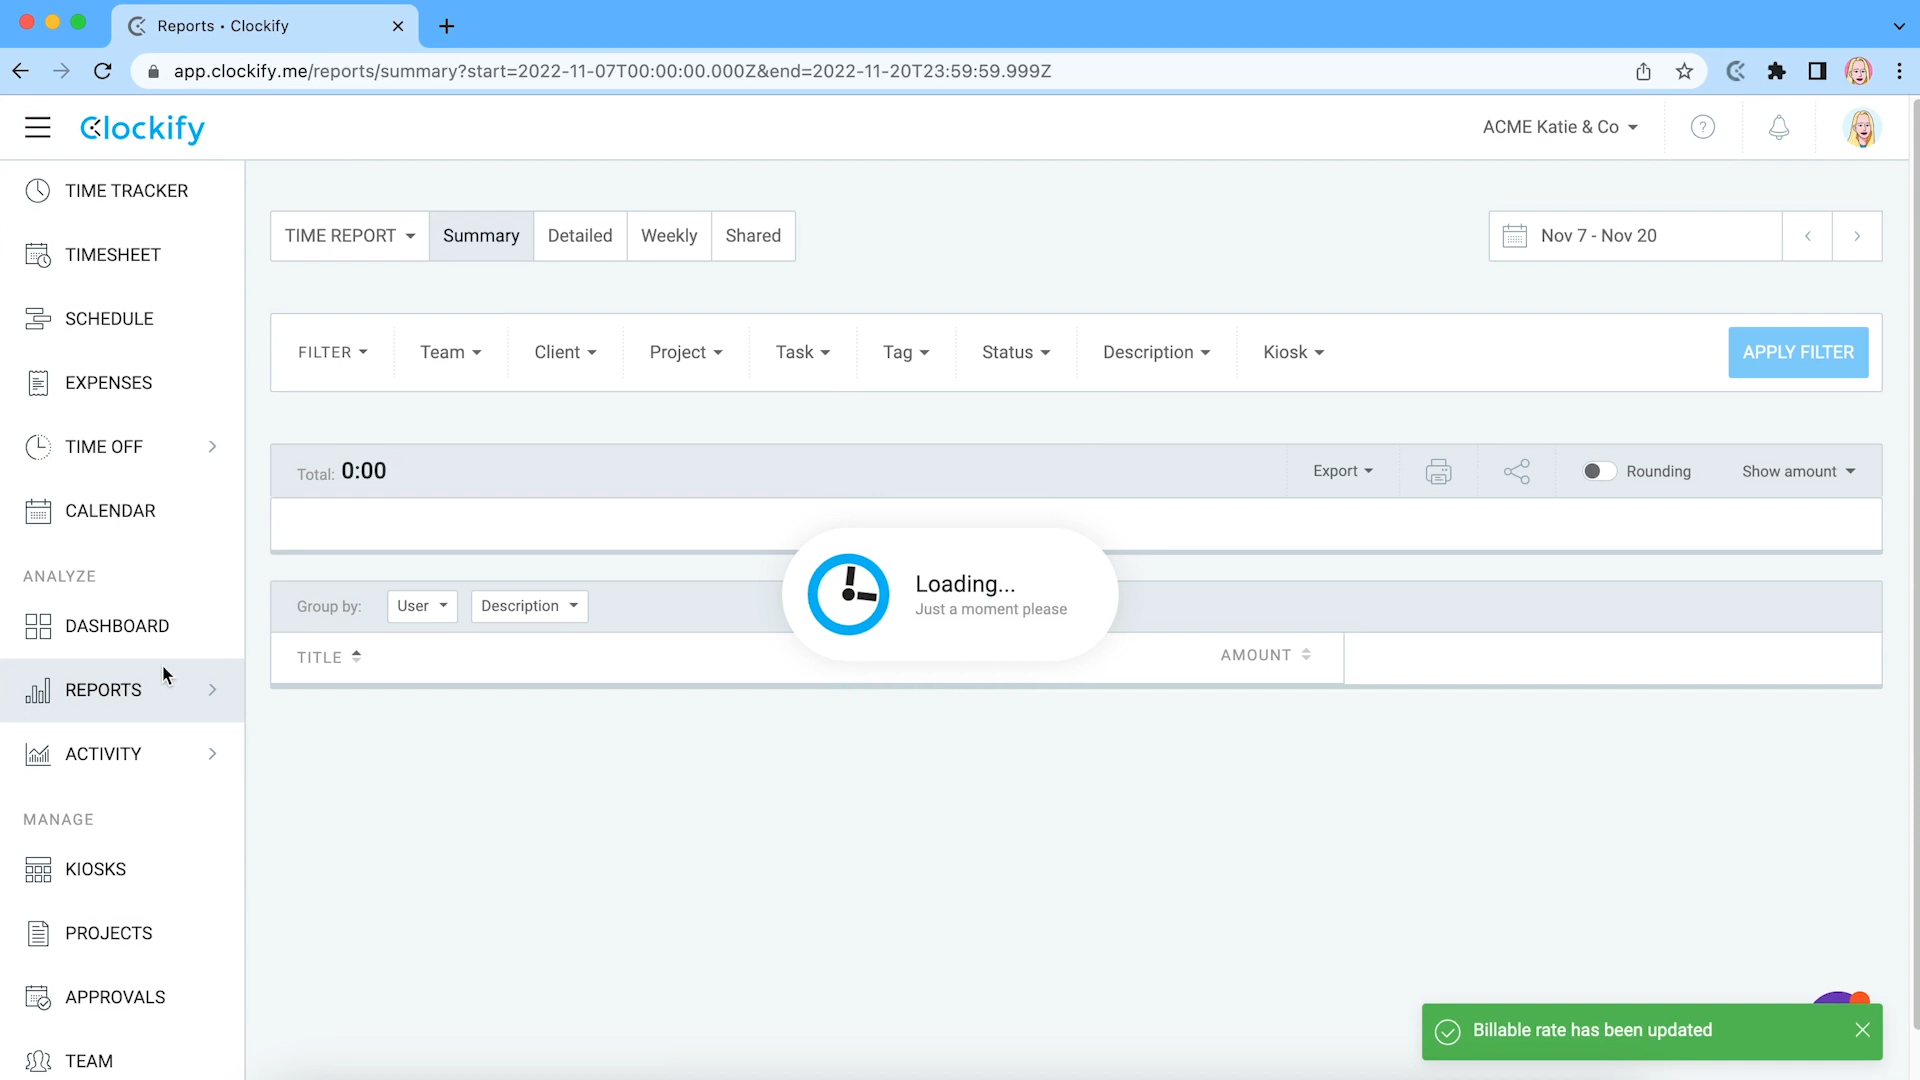 Reports • Clockify
app.clockify.me/reports/summary?start=2022-11-07T00:00:00.000Z&end=2022-11-20T23:59:59.999Z
Clockify
ACME Katie & Co
?
TIME TRACKER
TIMESHEET
SCHEDULE
EXPENSES
TIME OFF
CALENDAR
ANALYZE
DASHBOARD
REPORTS
ACTIVITY
MANAGE
KIOSKS
PROJECTS
APPROVALS
TEAM
TIME REPORT Summary Detailed Weekly Shared
Nov 7 - Nov 20
FILTER Team Client Project Task Tag Status Description Kiosk
APPLY FILTER
Total: 0:00
Export Rounding Show amount
Loading...
Just a moment please
Group by: User Description
TITLE AMOUNT
Billable rate has been updated